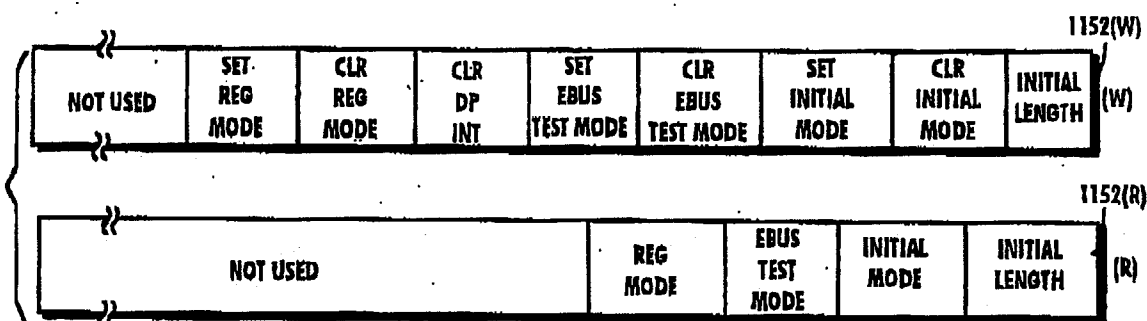 1152(W)
NOT USED
SET REG MODE
CLR REG MODE
CLR DP INT
SET EBUS TEST MODE
CLR EBUS TEST MODE
SET INITIAL MODE
CLR INITIAL MODE
INITIAL LENGTH
(W)
1152(R)
NOT USED
REG MODE
EBUS TEST MODE
INITIAL MODE
INITIAL LENGTH
(R)